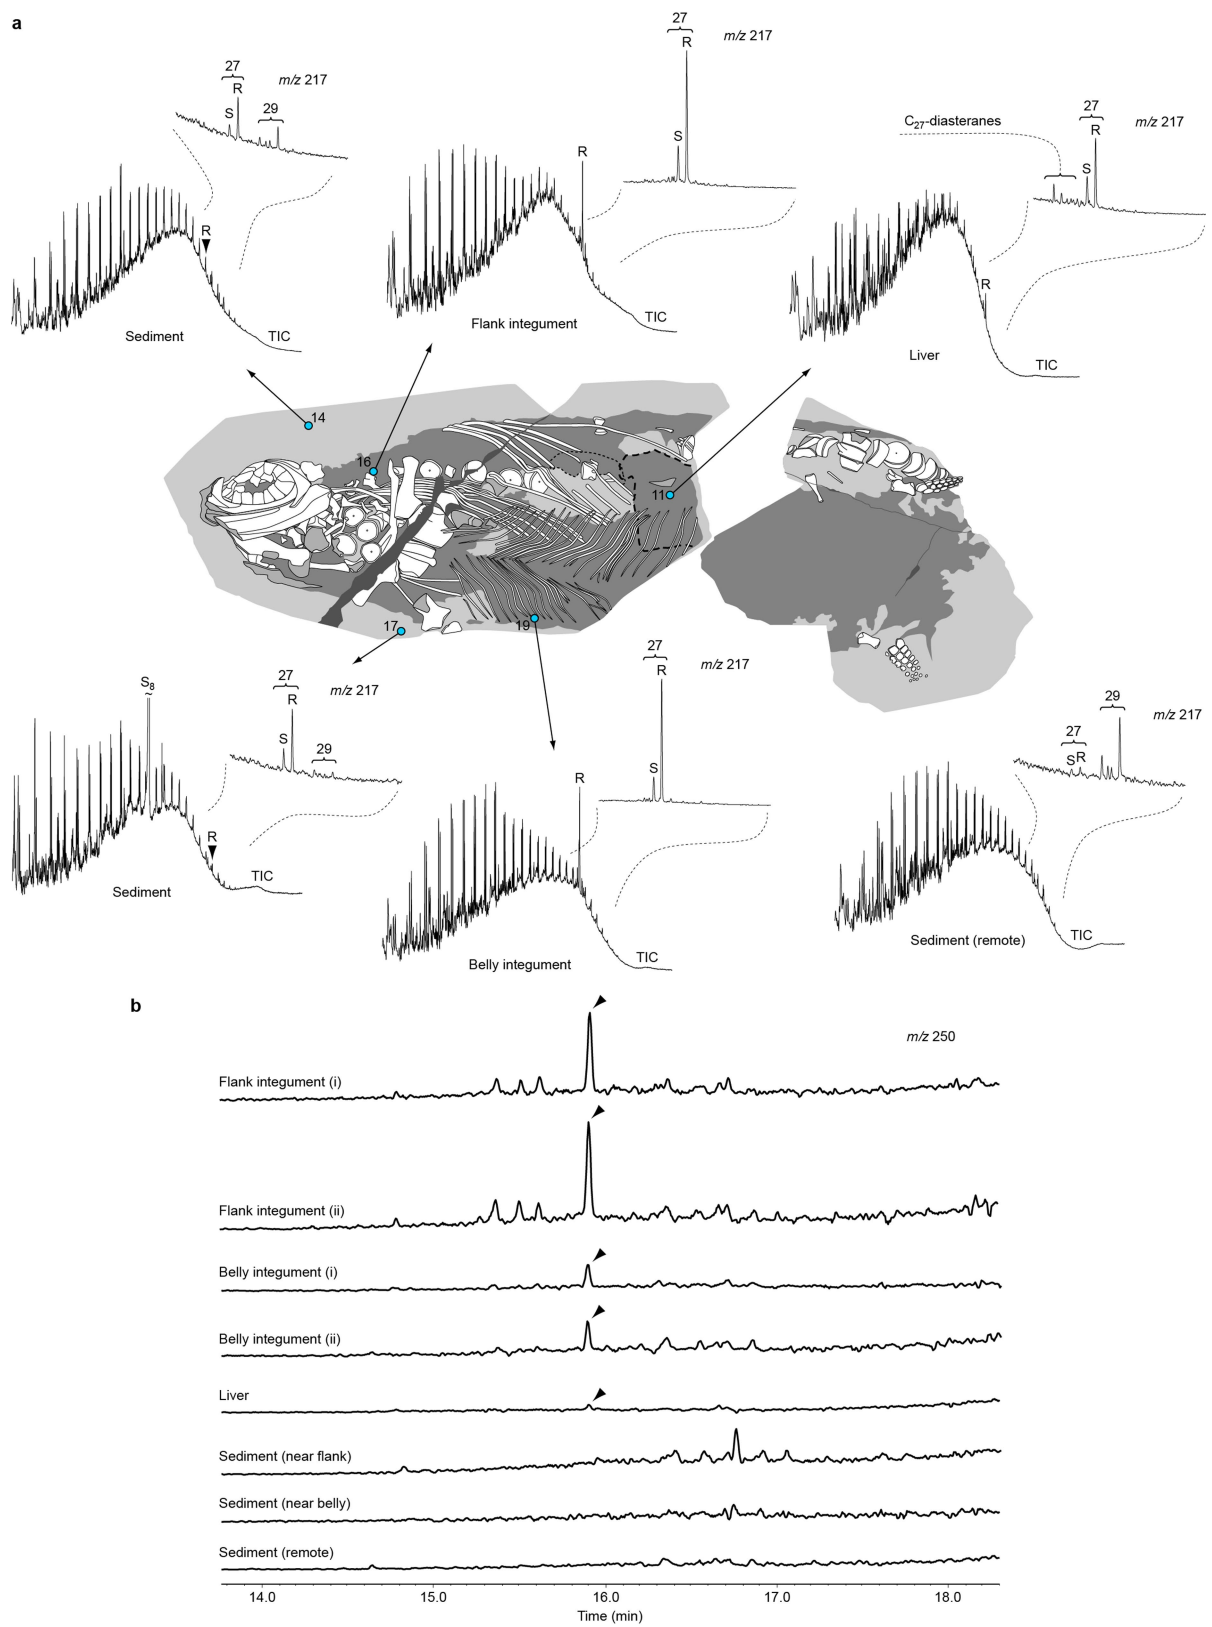 a
27
R
S
29
m/z 217
R
Sediment
TIC
27
R
S
m/z 217
R
Flank integument
TIC
C27-diasteranes
27
R
S
m/z 217
R
Liver
TIC
14
16
11
17
19
S8
~
27
R
S
29
m/z 217
R
Sediment
TIC
27
R
S
m/z 217
R
Belly integument
TIC
29
27
S R
m/z 217
Sediment (remote)
TIC
b
m/z 250
Flank integument (i)
Flank integument (ii)
Belly integument (i)
Belly integument (ii)
Liver
Sediment (near flank)
Sediment (near belly)
Sediment (remote)
14.0 15.0 16.0 17.0 18.0
Time (min)